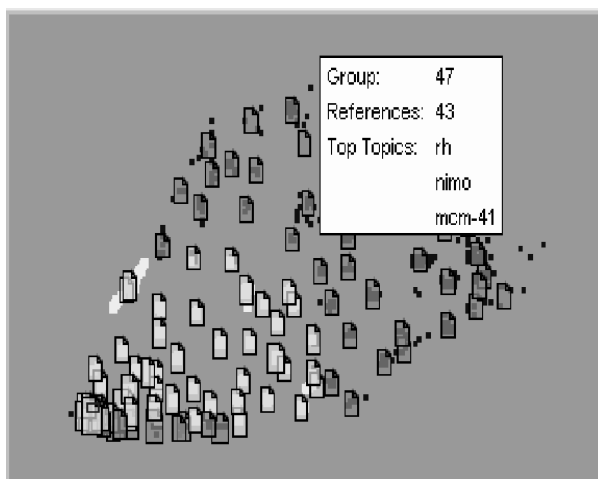 Group: 47
References: 43
Top Topics: rh
nimo
mcm-41